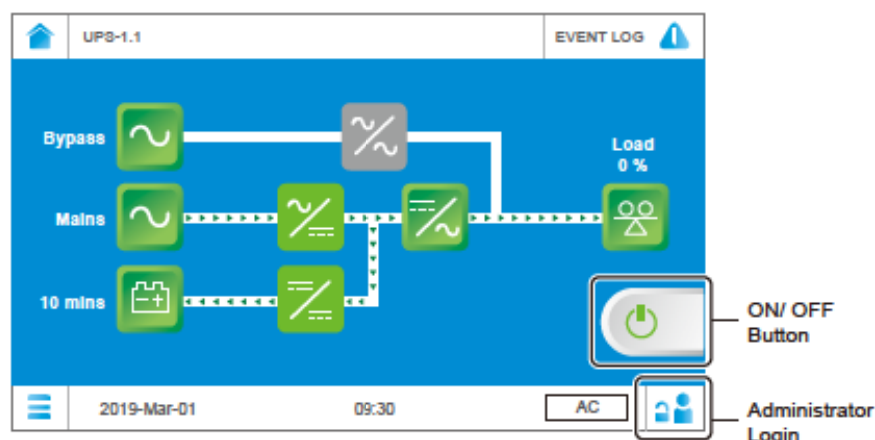 UPS-1.1
EVENT LOG
Bypass
Load
0 %
Mains
10 mins
ON/ OFF
Button
2019-Mar-01
09:30
AC
Administrator
Login